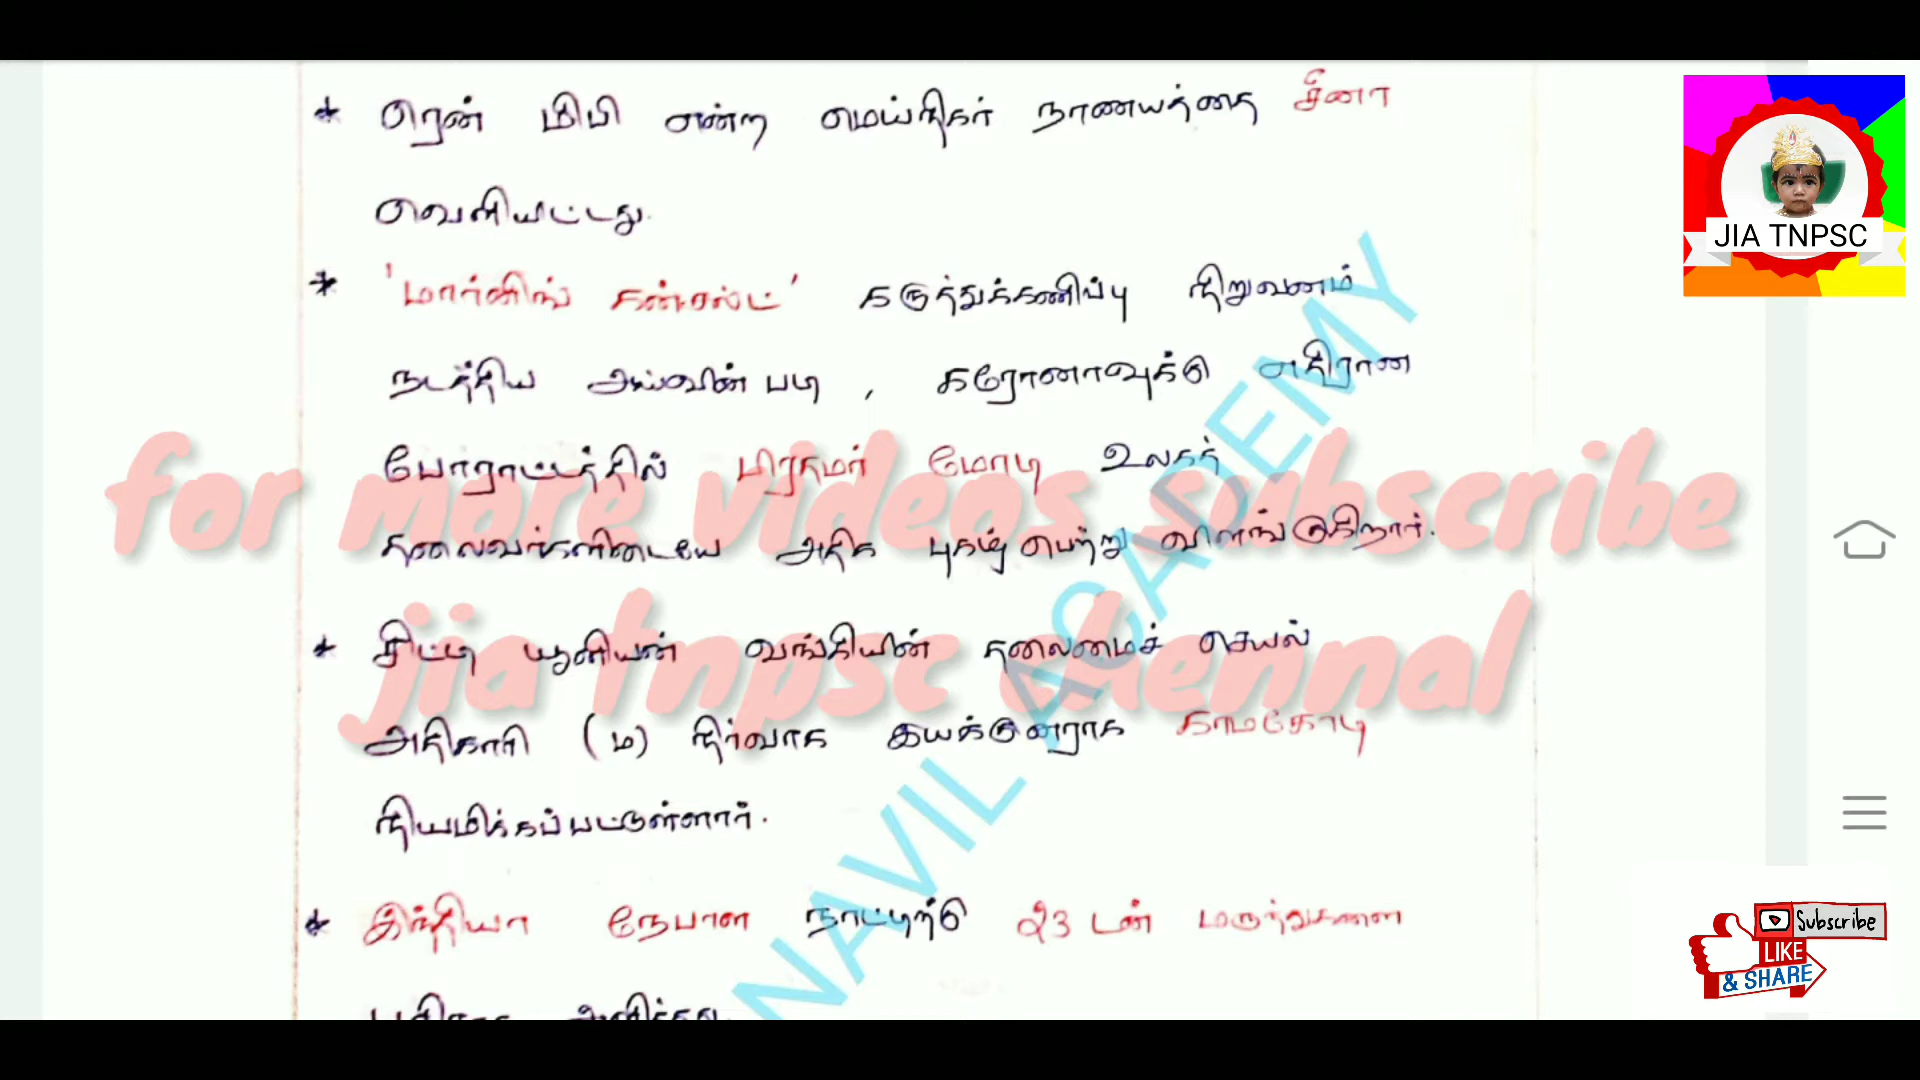 * ரென் மிபி என்ற மெய்நிகர் நாணயத்தை சீனா
வெளியிட்டது.
* 'மார்னிங் கன்சல்ட்' கருத்துக்கணிப்பு நிறுவனம்
நடத்திய ஆய்வின் படி , கரோனாவுக்கு எதிரான
போராட்டத்தில் பிரதமர் மோடி உலகத்
தலைவர்களிடையே அதிக புகழ் பெற்று விளங்குகிறார்.
* சிட்டி யூனியன் வங்கியின் தலைமைச் செயல்
அதிகாரி (ம) நிர்வாக இயக்குனராக காமகோடி
நியமிக்கப்பட்டுள்ளார்.
* இந்தியா நேபாள நாட்டிற்கு 23 டன் மருந்துகளை
for more videos subscribe
jia tnpsc chennal
NAVIL ACADEMY
JIA TNPSC
Subscribe
LIKE
& SHARE